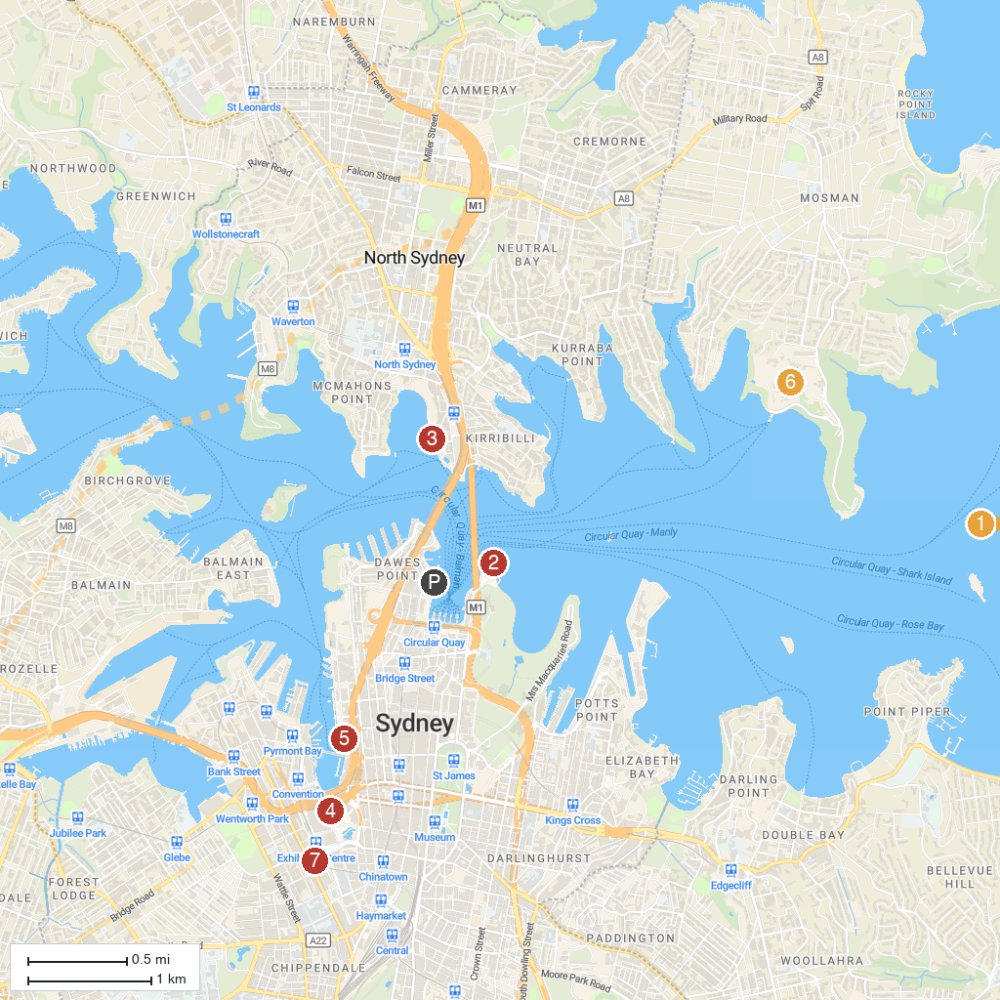 NAREMBURN
Warringah Freeway
A8
CAMMERAY
St Leonards
ROCKY
POINT
ISLAND
Spit Road
Military Road
Miller Street
CREMORNE
River Road
NORTHWOOD
Falcon Street
GREENWICH
A8
MOSMAN
M1
Wollstonecraft
NEUTRAL
BAY
North Sydney
Waverton
WICH
KURRABA
POINT
North Sydney
M8
6
MCMAHONS
POINT
3
KIRRIBILLI
BIRCHGROVE
Circular Quay - Balmain
M8
1
Circular Quay - Manly
BALMAIN
EAST
DAWES
POINT
2
Circular Quay - Shark Island
BALMAIN
P
M1
Circular Quay - Rose Bay
Circular Quay
Mrs Macquaries Road
ROZELLE
Bridge Street
POTTS
POINT
POINT PIPER
Sydney
5
Pyrmont Bay
Bank Street
St James
ELIZABETH
BAY
zelle Bay
Convention
DARLING
POINT
4
Wentworth Park
Kings Cross
Jubilee Park
Museum
DOUBLE BAY
Glebe
Exhibition Centre
7
Chinatown
DARLINGHURST
Edgecliff
BELLEVUE
HILL
FOREST
LODGE
DALE
Wattle Street
Bridge Road
Haymarket
Central
A22
Crown Street
South Dowling Street
PADDINGTON
0.5 mi
1 km
CHIPPENDALE
Moore Park Road
WOOLLAHRA